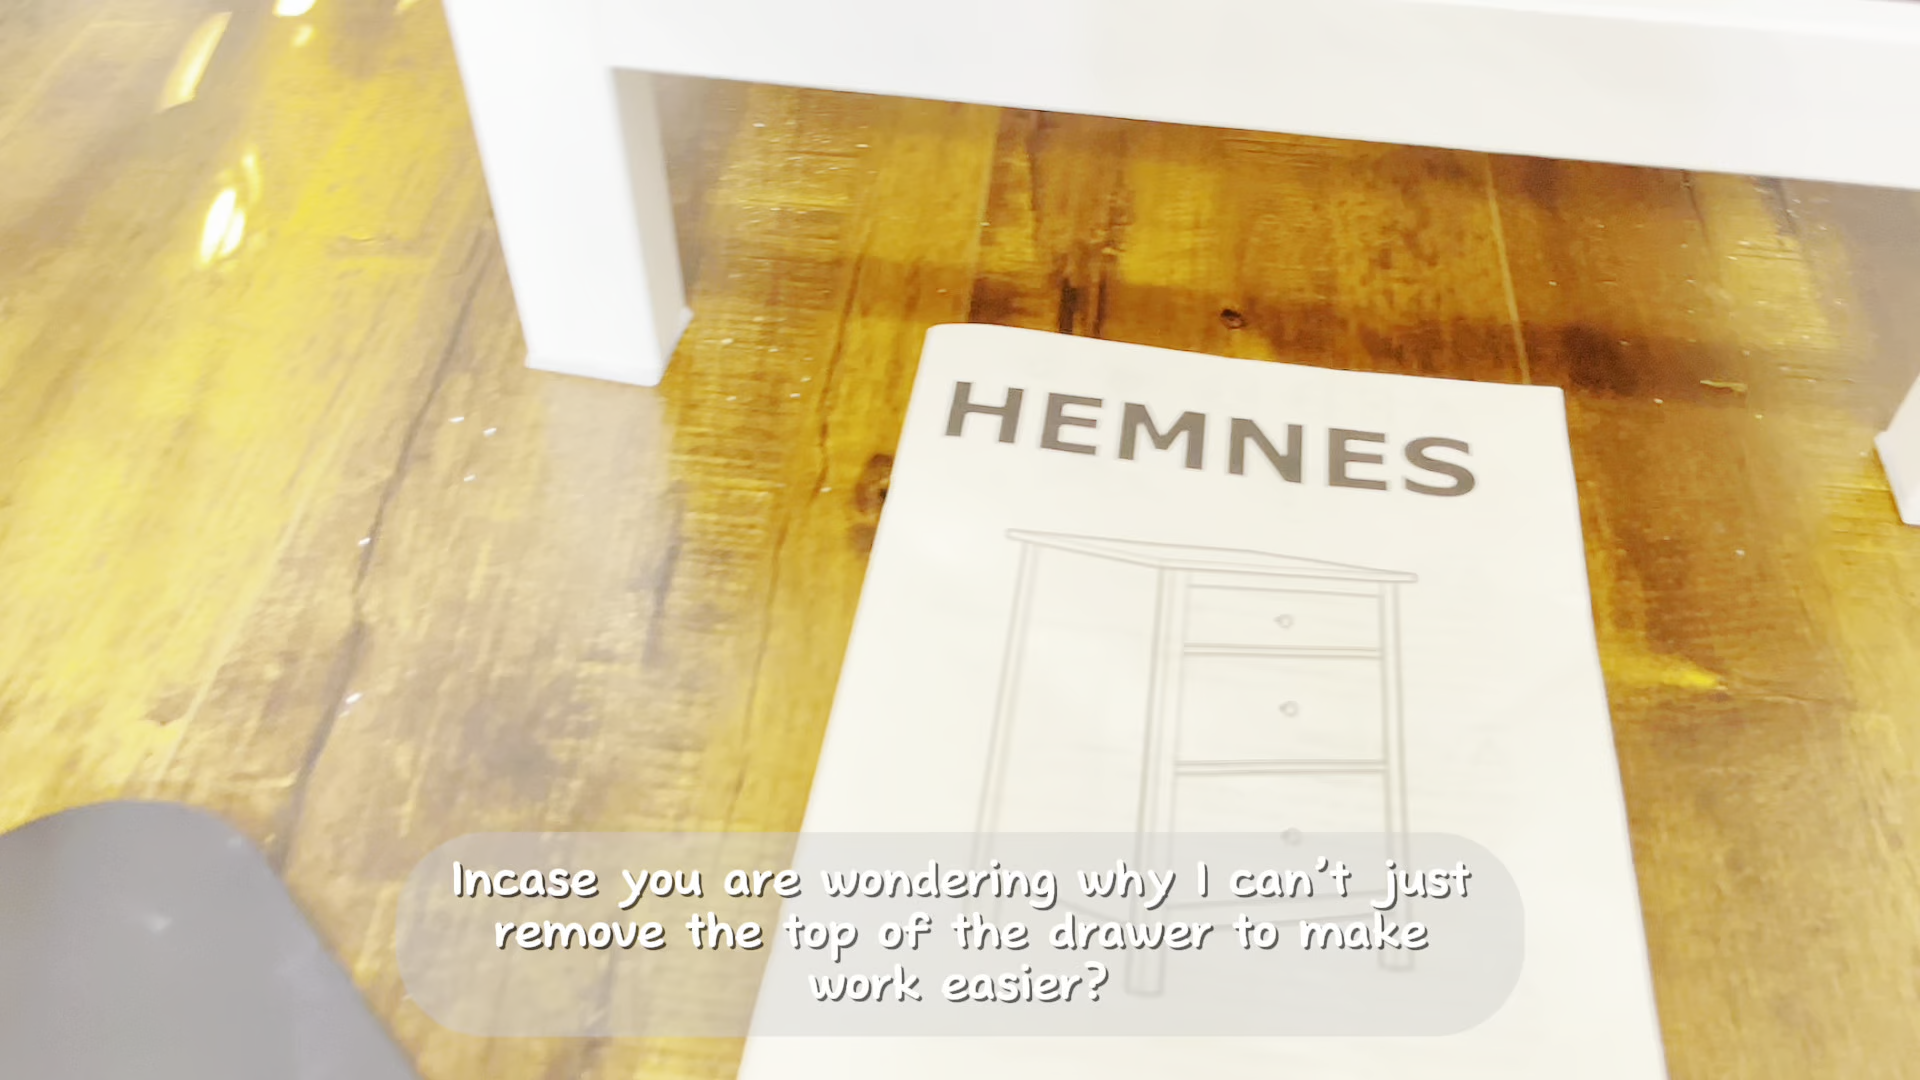 HEMNES
Incase you are wondering why I can't just
remove the top of the drawer to make
work easier?